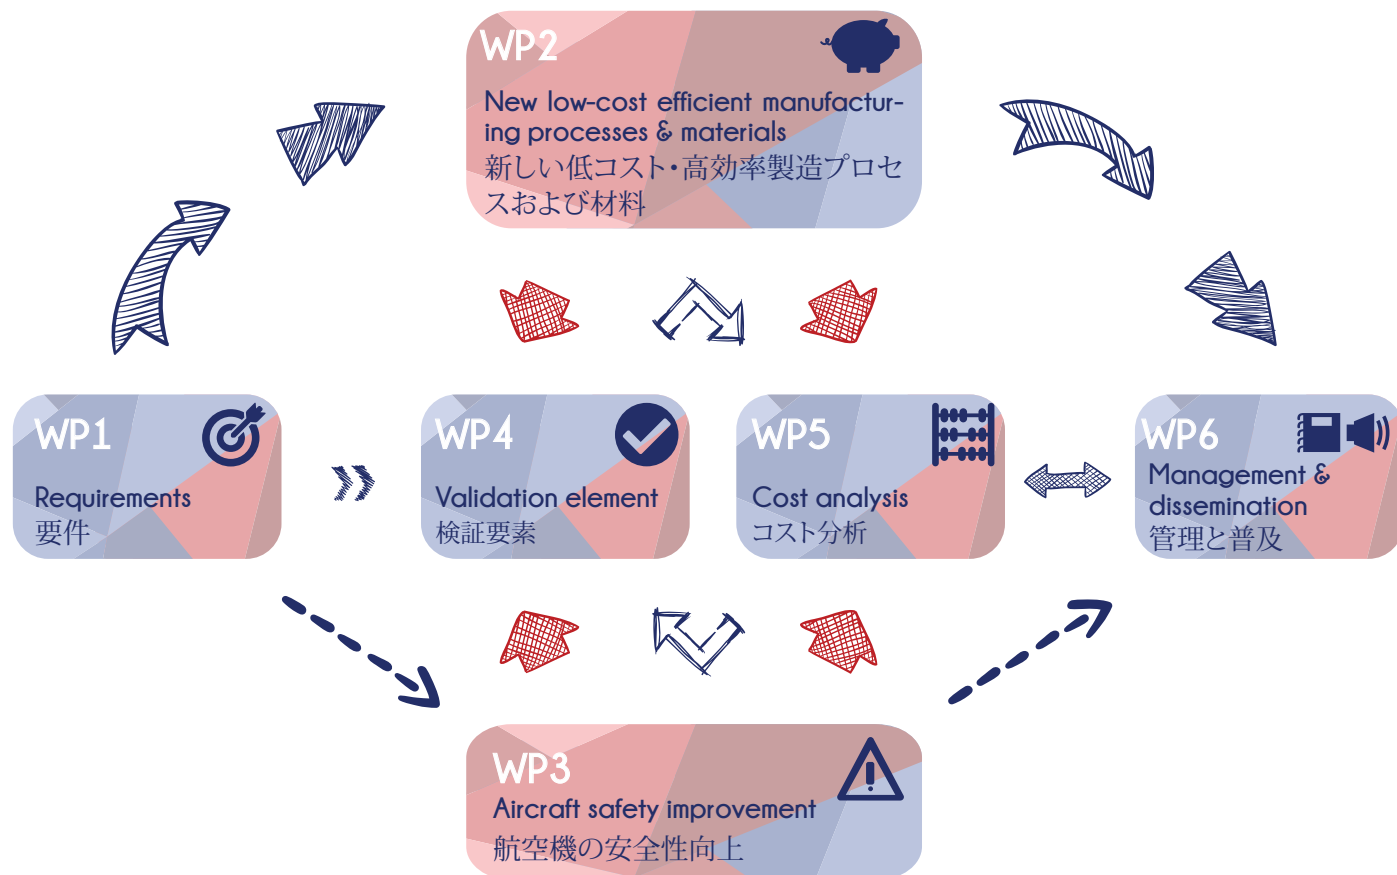 WP2
New low-cost efficient manufactur-
ing processes & materials
新しい低コスト・高効率製造プロセ
スおよび材料
WP1
Requirements
要件
WP4
Validation element
検証要素
WP5
Cost analysis
コスト分析
WP6
Management &
dissemination
管理と普及
WP3
Aircraft safety improvement
航空機の安全性向上